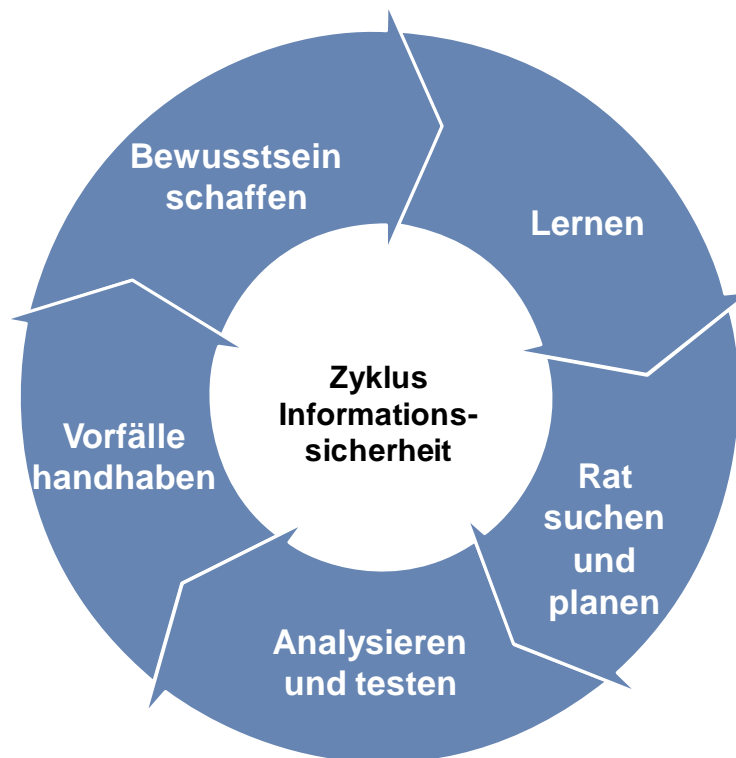 Bewusstsein
schaffen
Lernen
Zyklus
Informations-
sicherheit
Vorfälle
handhaben
Rat
suchen
und
planen
Analysieren
und testen